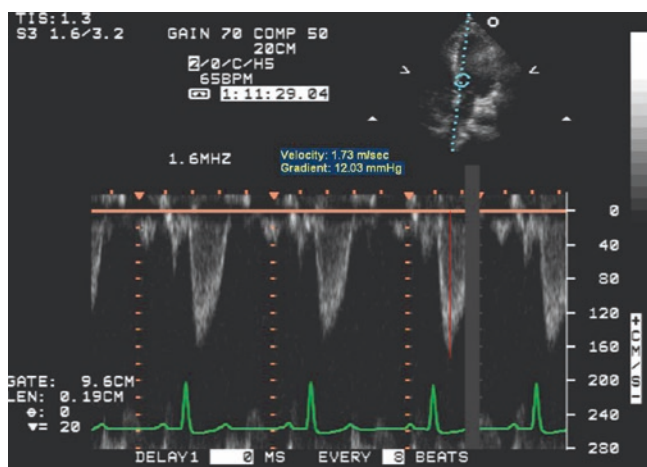 TIS:1.3
S3 1.6/3.2
GAIN 70 COMP 50
20CM
2/0/C/H5
65BPM
1:11:29.04
1.6MHZ
Velocity: 1.73 m/sec
Gradient: 12.03 mmHg
0
40
80
120
160
200
240
280
+CM/S-
GATE: 9.6CM
LEN: 0.19CM
θ: 0
▼= 20
DELAY1 0 MS EVERY 8 BEATS